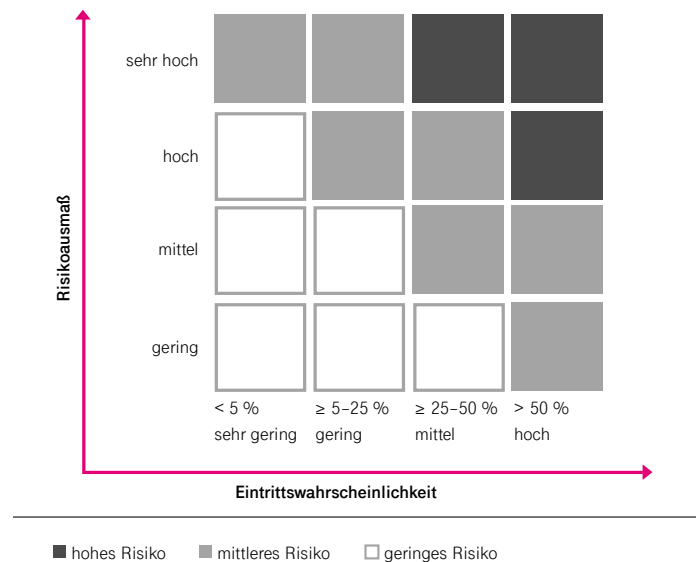 sehr hoch
hoch
mittel
gering
Risikoausmaß
< 5 % ≥ 5–25 % ≥ 25–50 % > 50 %
sehr gering gering mittel hoch
Eintrittswahrscheinlichkeit
hohes Risiko mittleres Risiko geringes Risiko